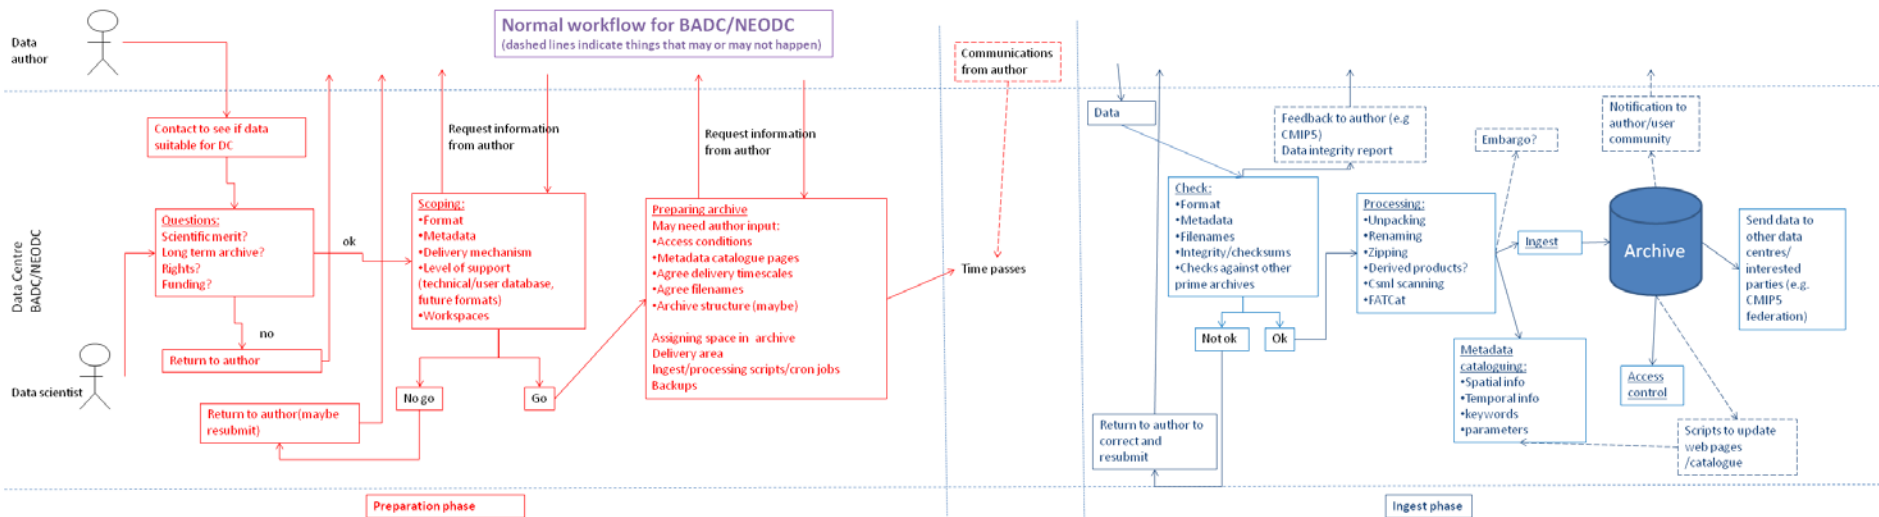 Normal workflow for BADC/NEODC
(dashed lines indicate things that may or may not happen)
Data
author
Data Centre
BADC/NEODC
Data scientist
Contact to see if data
suitable for DC
Questions:
Scientific merit?
Long term archive?
Rights?
Funding?
ok
no
Return to author
Return to author(maybe
resubmit)
Request information
from author
Scoping:
•Format
•Metadata
•Delivery mechanism
•Level of support
(technical/user database,
future formats)
•Workspaces
No go
Go
Request information
from author
Preparing archive
May need author input:
•Access conditions
•Metadata catalogue pages
•Agree delivery timescales
•Agree filenames
•Archive structure (maybe)
Assigning space in archive
Delivery area
Ingest/processing scripts/cron jobs
Backups
Communications
from author
Time passes
Data
Check:
•Format
•Metadata
•Filenames
•Integrity/checksums
•Checks against other
prime archives
Feedback to author (e.g
CMIP5)
Data integrity report
Not ok
Ok
Return to author to
correct and
resubmit
Processing:
•Unpacking
•Renaming
•Zipping
•Derived products?
•Csml scanning
•FATCat
Embargo?
Ingest
Metadata
cataloguing:
•Spatial info
•Temporal info
•keywords
•parameters
Notification to
author/user
community
Archive
Access
control
Send data to
other data
centres/
interested
parties (e.g.
CMIP5
federation)
Scripts to update
web pages
/catalogue
Preparation phase
Ingest phase